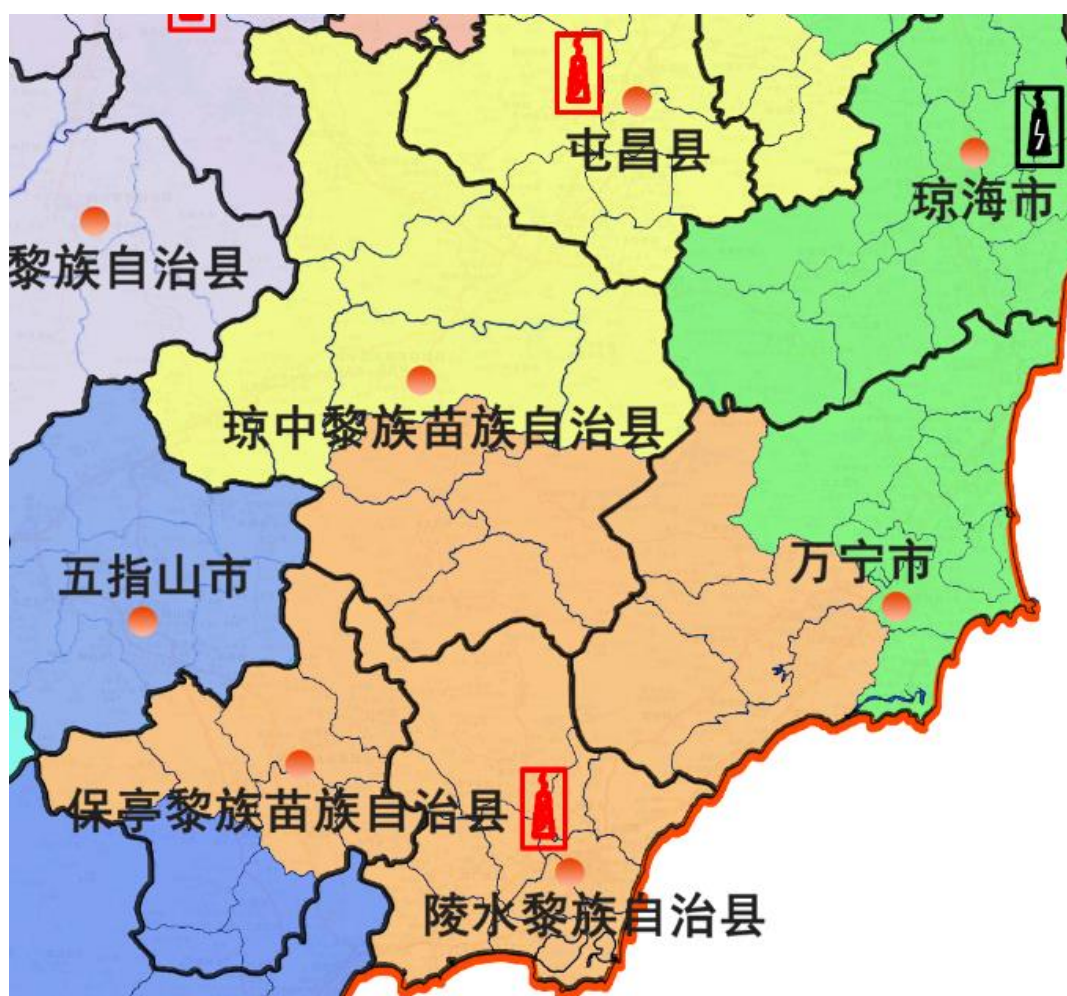 屯昌县
琼海市
黎族自治县
琼中黎族苗族自治县
五指山市
万宁市
保亭黎族苗族自治县
陵水黎族自治县